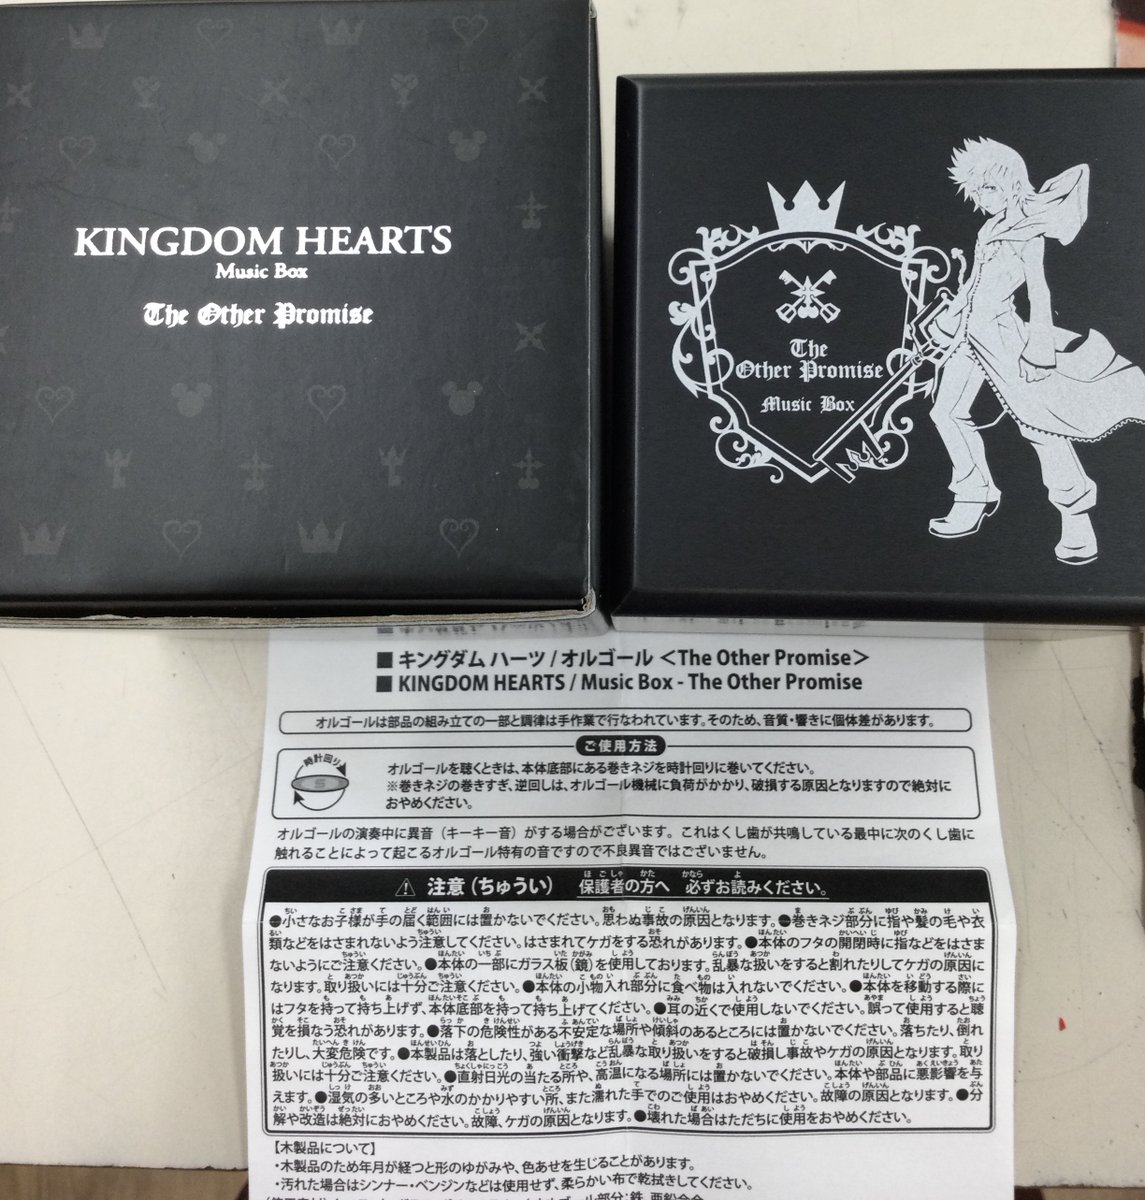 KINGDOM HEARTS
Music Box
The Other Promise
The
Other Promise
Music Box
■ キングダム ハーツ / オルゴール ＜The Other Promise＞
■ KINGDOM HEARTS / Music Box - The Other Promise
オルゴールは部品の組み立ての一部と調律は手作業で行なわれています。そのため、音質・響きに個体差があります。
ご使用方法
時計回り
オルゴールを聴くときは、本体底部にある巻きネジを時計回りに巻いてください。
※巻きネジの巻きすぎ、逆回しは、オルゴール機械に負荷がかかり、破損する原因となりますので絶対に
おやめください。
オルゴールの演奏中に異音（キーキー音）がする場合がございます。これはくし歯が共鳴している最中に次のくし歯に
触れることによって起こるオルゴール特有の音ですので不良異音ではございません。
⚠ 注意（ちゅうい） 保護者の方へ 必ずお読みください。
●小さなお子様が手の届く範囲には置かないでください。思わぬ事故の原因となります。●巻きネジ部分に指や髪の毛や衣
類などをはさまれないよう注意してください。はさまれてケガをする恐れがあります。●本体のフタの開閉時に指などをはさま
ないようにご注意ください。●本体の一部にガラス板（鏡）を使用しております。乱暴な扱いをすると割れたりしてケガの原因に
なります。取り扱いには十分ご注意ください。●本体の小物入れ部分に食べ物は入れないでください。●本体を移動する際に
はフタを持って持ち上げず、本体底部を持って持ち上げてください。●耳の近くで使用しないでください。誤って使用すると聴
覚を損なう恐れがあります。●落下の危険性がある不安定な場所や傾斜のあるところには置かないでください。落ちたり、倒れ
たりし、大変危険です。●本製品は落としたり、強い衝撃など乱暴な取り扱いをすると破損し事故やケガの原因となります。取り
扱いには十分ご注意ください。●直射日光の当たる所や、高温になる場所には置かないでください。本体や部品に悪影響を与
えます。●湿気の多いところや水のかかりやすい所、また濡れた手でのご使用はおやめください。故障の原因となります。●分
解や改造は絶対におやめください。故障、ケガの原因となります。●壊れた場合はただちに使用をおやめください。
【木製品について】
・木製品のため年月が経つと形のゆがみや、色あせを生じることがあります。
・汚れた場合はシンナー・ベンジンなどは使用せず、柔らかい布で乾拭きしてください。